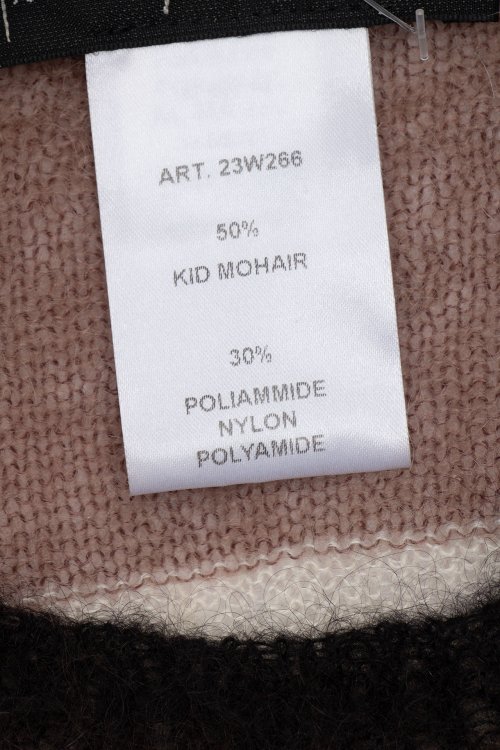 ART. 23W266
50%
KID MOHAIR
30%
POLIAMMIDE
NYLON
POLYAMIDE